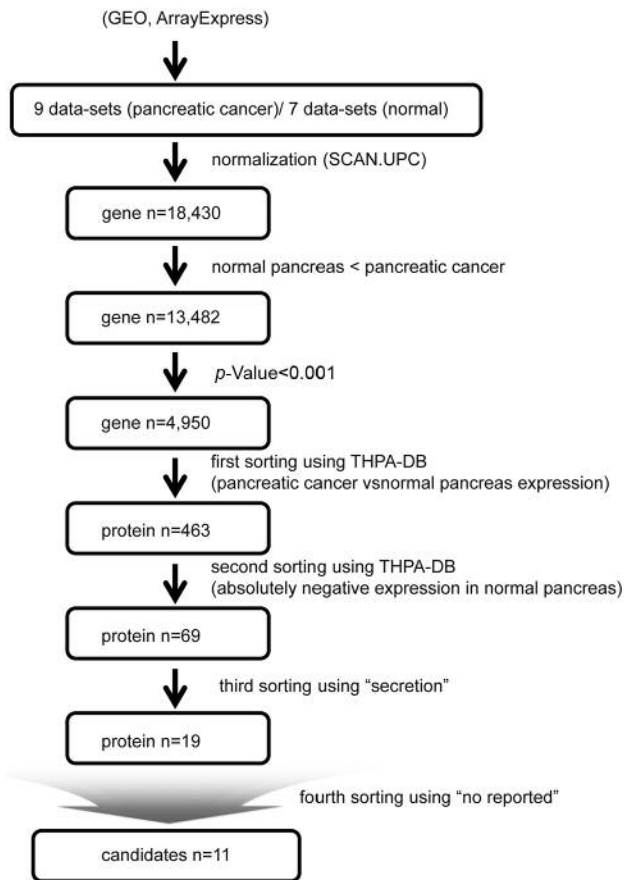 (GEO, ArrayExpress)
9 data-sets (pancreatic cancer)/ 7 data-sets (normal)
normalization (SCAN.UPC)
gene n=18,430
normal pancreas < pancreatic cancer
gene n=13,482
p-Value<0.001
gene n=4,950
first sorting using THPA-DB
(pancreatic cancer vsnormal pancreas expression)
protein n=463
second sorting using THPA-DB
(absolutely negative expression in normal pancreas)
protein n=69
third sorting using “secretion”
protein n=19
fourth sorting using “no reported”
candidates n=11